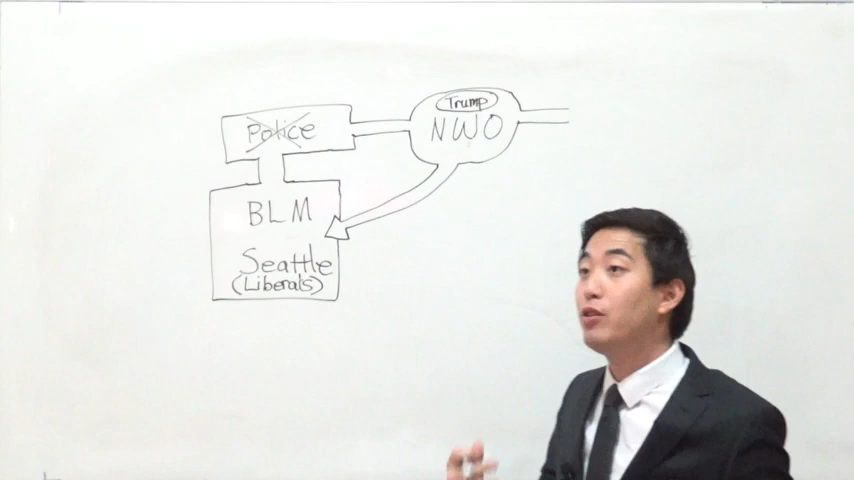 Trump
Police
NWO
BLM
Seattle
(Liberals)